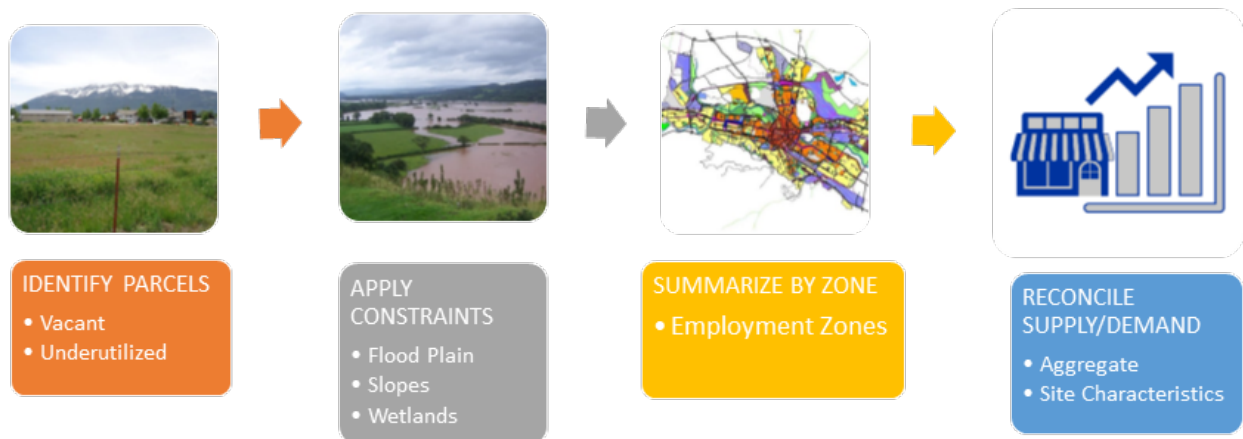 IDENTIFY PARCELS
• Vacant
• Underutilized
APPLY
CONSTRAINTS
• Flood Plain
• Slopes
• Wetlands
SUMMARIZE BY ZONE
• Employment Zones
RECONCILE
SUPPLY/DEMAND
• Aggregate
• Site Characteristics